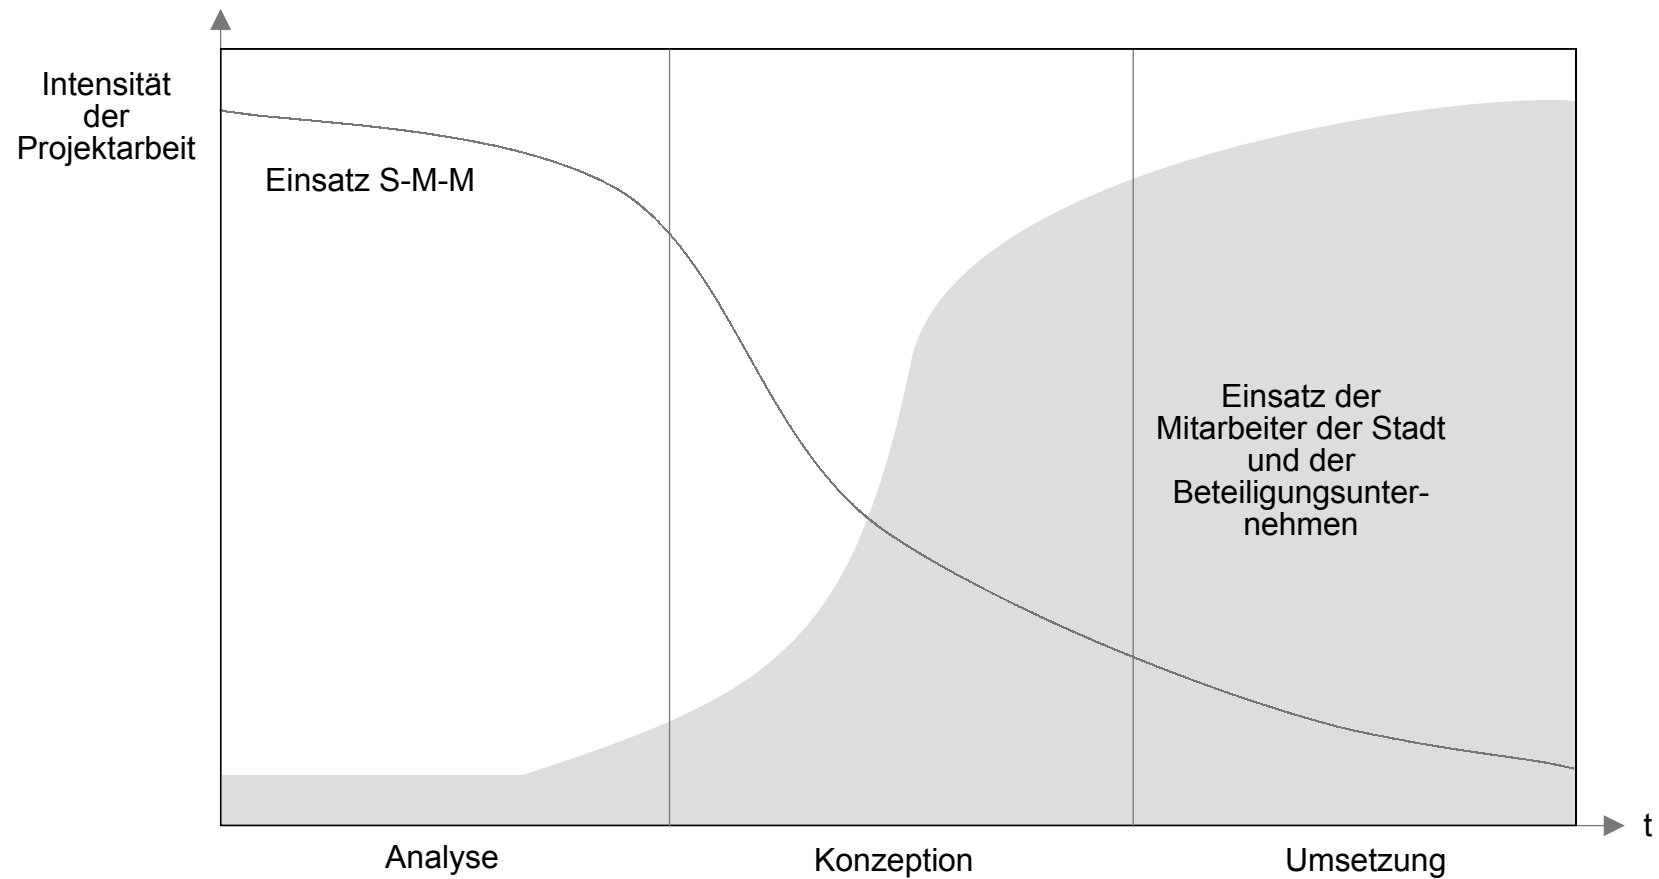 Intensität
der
Projektarbeit
Einsatz S-M-M
Einsatz der
Mitarbeiter der Stadt
und der
Beteiligungsunter-
nehmen
t
Analyse
Konzeption
Umsetzung